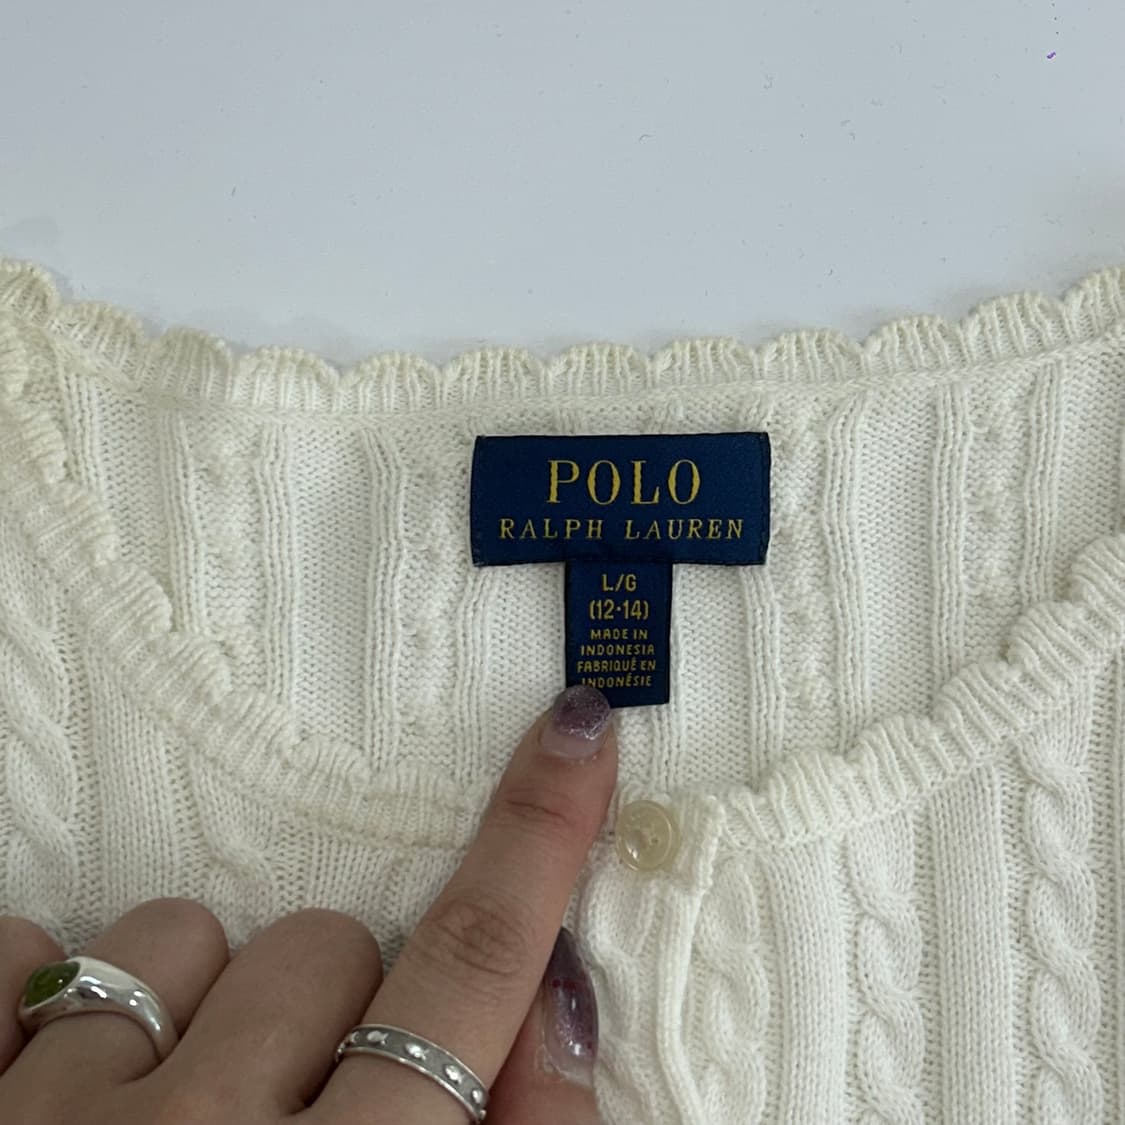 POLO
RALPH LAUREN
L/G
(12-14)
MADE IN
INDONESIA
FABRIQUÉ EN
INDONÉSIE